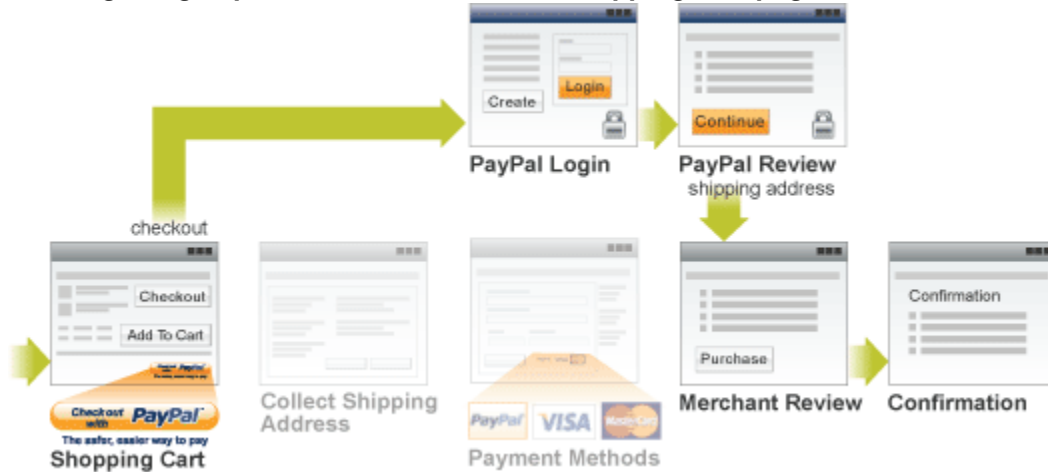 Create
Login
Continue
PayPal Login
PayPal Review
shipping address
checkout
Checkout
Add To Cart
Checkout with PayPal
The safer, easier way to pay
Shopping Cart
Collect Shipping
Address
PayPal VISA MasterCard
Payment Methods
Purchase
Merchant Review
Confirmation
Confirmation